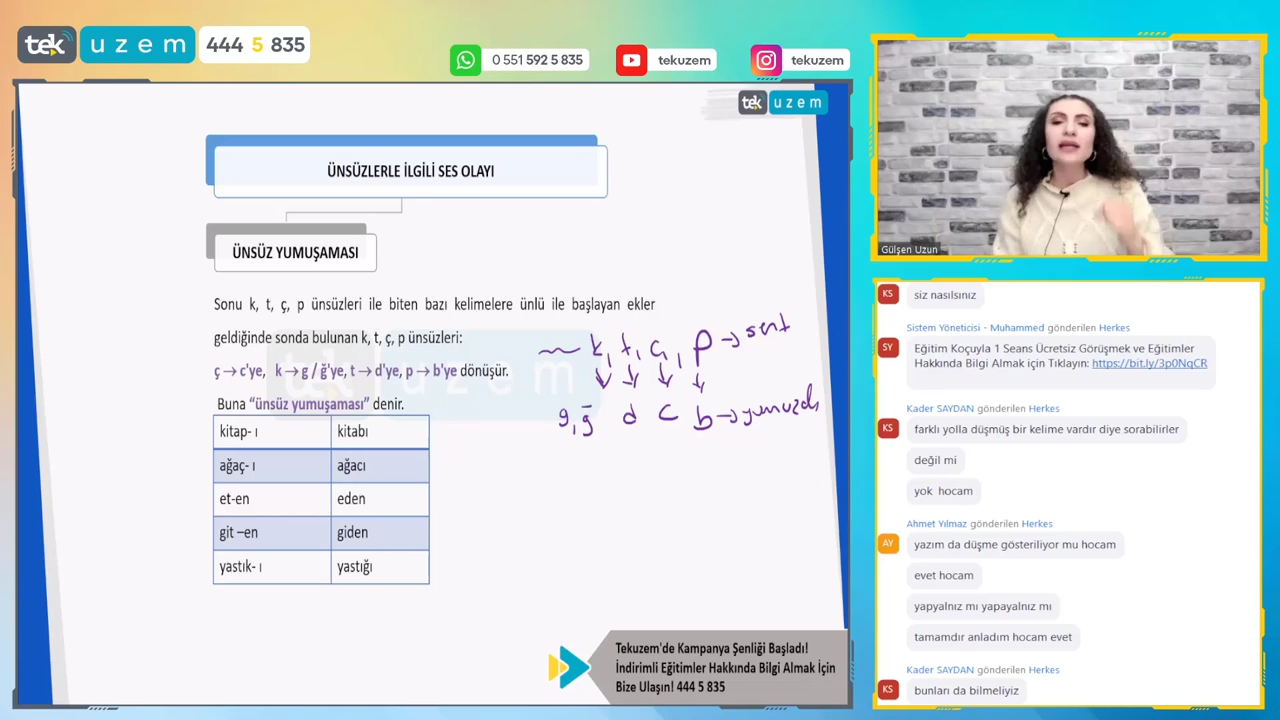 tek uzem 444 5 835
0 551 592 5 835
tekuzem
tekuzem
tek uzem
ÜNSÜZLERLE İLGİLİ SES OLAYI
ÜNSÜZ YUMUŞAMASI
Sonu k, t, ç, p ünsüzleri ile biten bazı kelimelere ünlü ile başlayan ekler
geldiğinde sonda bulunan k, t, ç, p ünsüzleri:
ç → c'ye, k → g / ğ'ye, t → d'ye, p → b'ye dönüşür.
Buna "ünsüz yumuşaması" denir.
kitap- ı kitabı
ağaç- ı ağacı
et-en eden
git –en giden
yastık- ı yastığı
k, t, ç, p → sert
g, ğ d c b →
tek uzem
Tekuzem'de Kampanya Şenliği Başladı!
İndirimli Eğitimler Hakkında Bilgi Almak İçin
Bize Ulaşın! 444 5 835
Gülşen Uzun
KS siz nasılsınız
Sistem Yöneticisi - Muhammed gönderilen Herkes
SY Eğitim Koçuyla 1 Seans Ücretsiz Görüşmek ve Eğitimler
Hakkında Bilgi Almak için Tıklayın: https://bit.ly/3p0NqCR
Kader SAYDAN gönderilen Herkes
KS farklı yolla düşmüş bir kelime vardır diye sorabilirler
değil mi
yok hocam
Ahmet Yılmaz gönderilen Herkes
AY yazım da düşme gösteriliyor mu hocam
evet hocam
yapyalnız mı yapayalnız mı
tamamdır anladım hocam evet
Kader SAYDAN gönderilen Herkes
KS bunları da bilmeliyiz